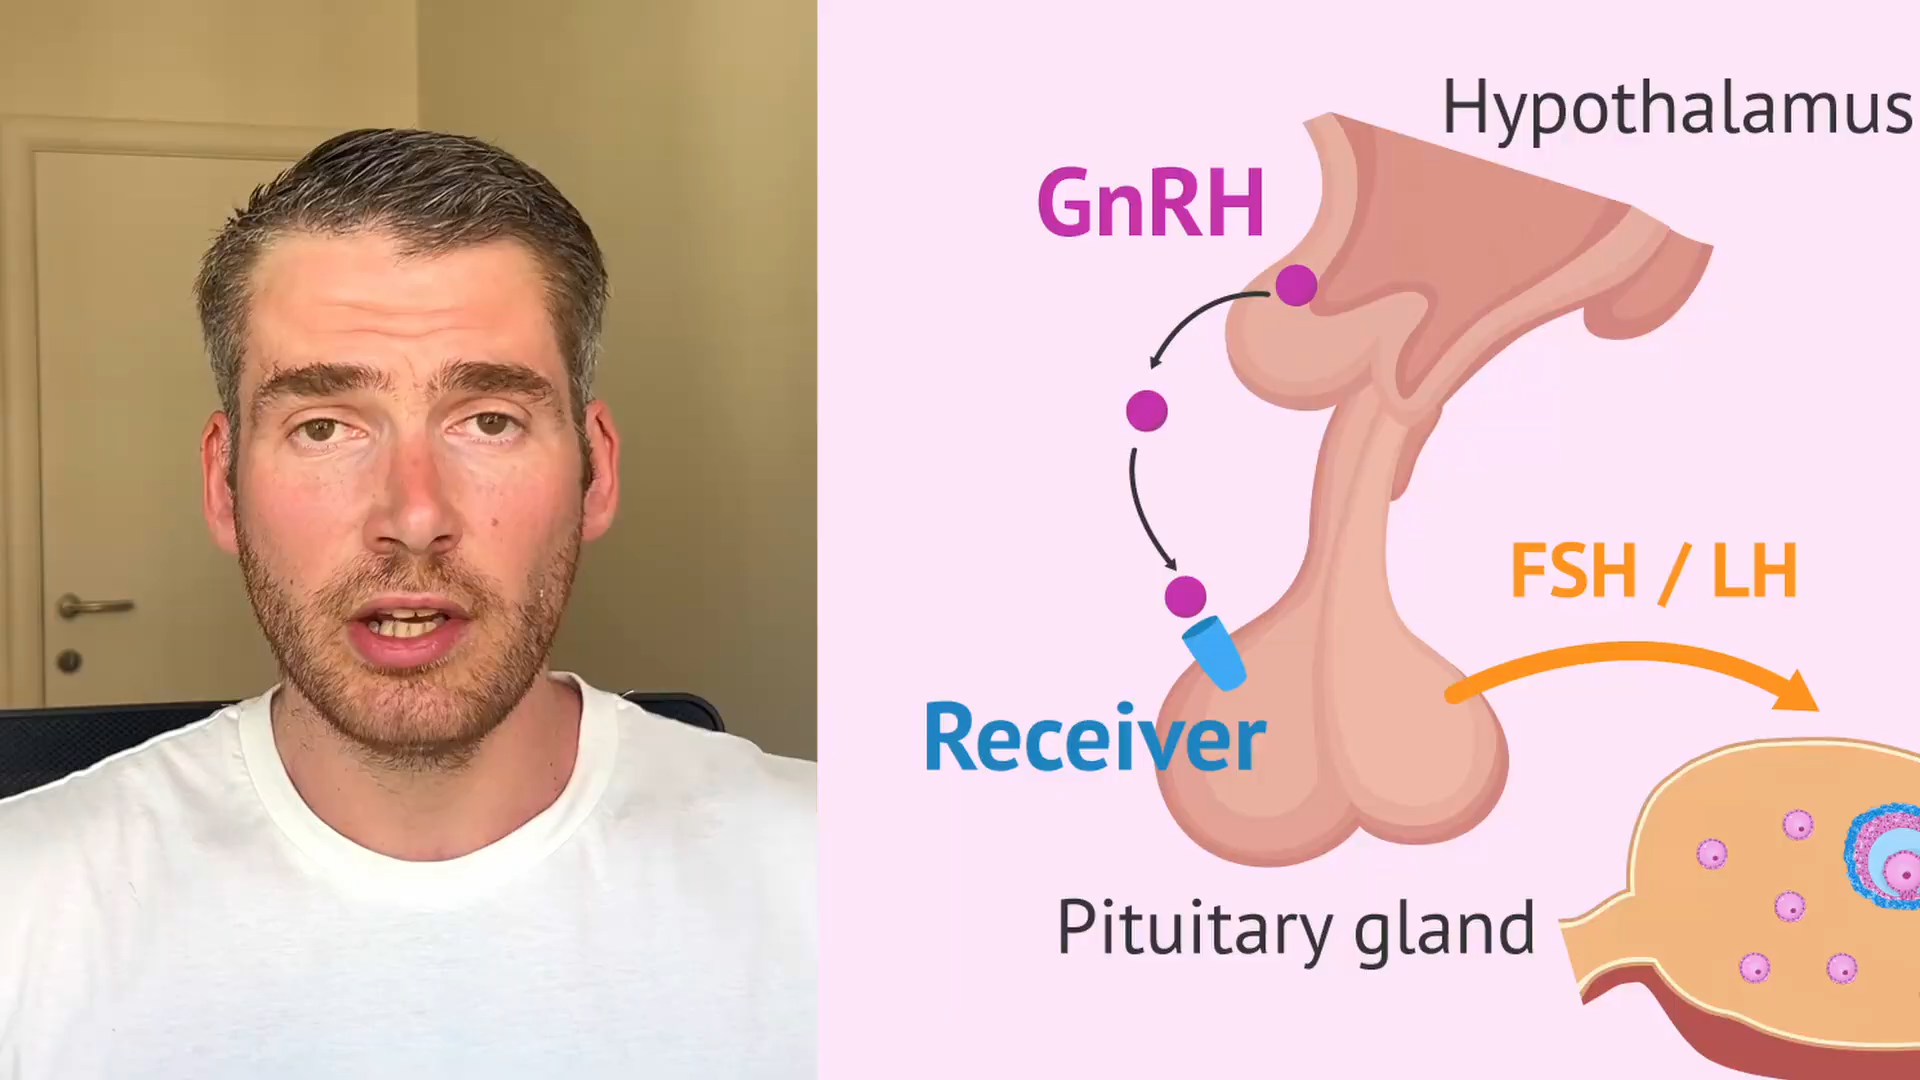 Hypothalamus
GnRH
FSH / LH
Receiver
Pituitary gland